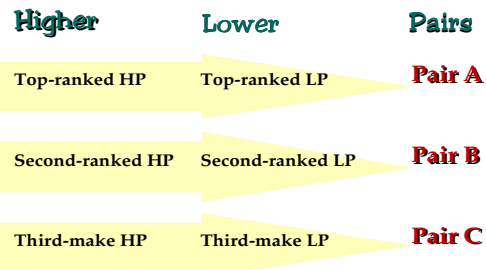 Higher Lower Pairs
Top-ranked HP Top-ranked LP Pair A
Second-ranked HP Second-ranked LP Pair B
Third-make HP Third-make LP Pair C